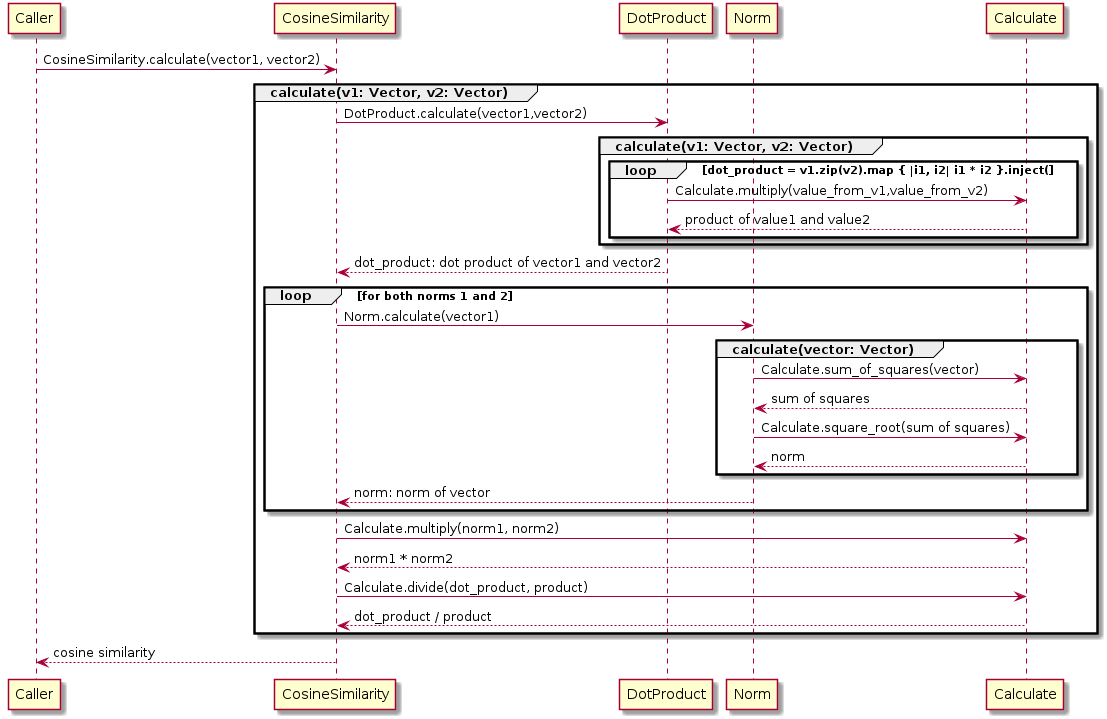 Caller CosineSimilarity DotProduct Norm Calculate
CosineSimilarity.calculate(vector1, vector2)
calculate(v1: Vector, v2: Vector)
DotProduct.calculate(vector1,vector2)
calculate(v1: Vector, v2: Vector)
loop [dot_product = v1.zip(v2).map { |i1, i2| i1 * i2 }.inject(]
Calculate.multiply(value_from_v1,value_from_v2)
product of value1 and value2
dot_product: dot product of vector1 and vector2
loop [for both norms 1 and 2]
Norm.calculate(vector1)
calculate(vector: Vector)
Calculate.sum_of_squares(vector)
sum of squares
Calculate.square_root(sum of squares)
norm
norm: norm of vector
Calculate.multiply(norm1, norm2)
norm1 * norm2
Calculate.divide(dot_product, product)
dot_product / product
cosine similarity
Caller CosineSimilarity DotProduct Norm Calculate